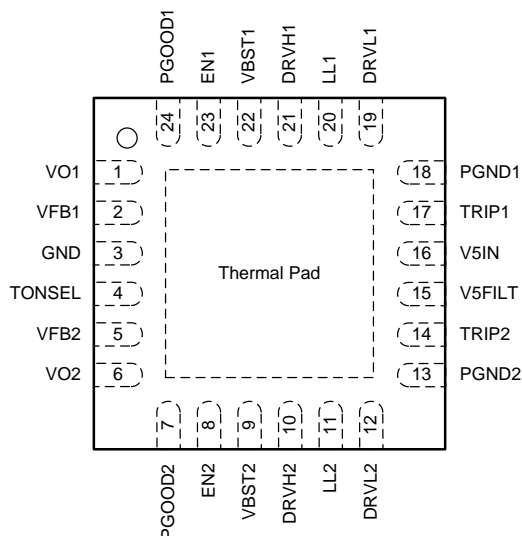 PGOOD1
EN1
VBST1
DRVH1
LL1
DRVL1
24
23
22
21
20
19
VO1 1
VFB1 2
GND 3
TONSEL 4
VFB2 5
VO2 6
Thermal Pad
18 PGND1
17 TRIP1
16 V5IN
15 V5FILT
14 TRIP2
13 PGND2
7
8
9
10
11
12
PGOOD2
EN2
VBST2
DRVH2
LL2
DRVL2